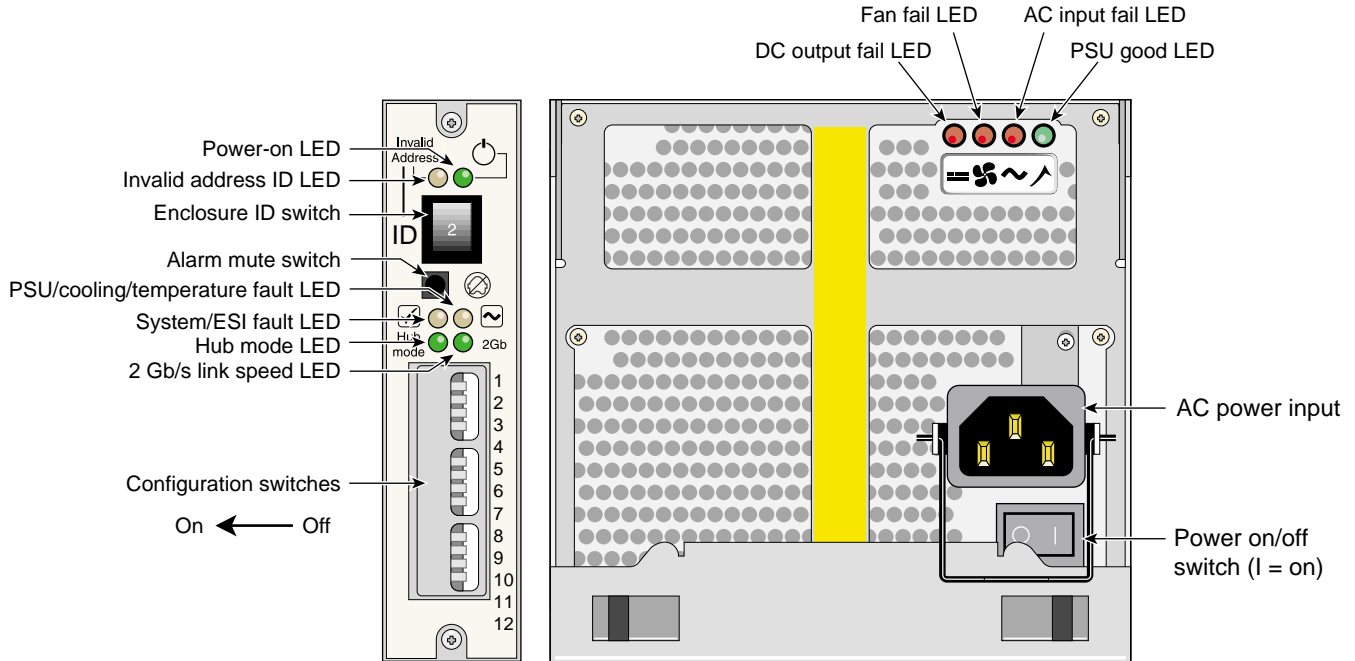 Fan fail LED
AC input fail LED
DC output fail LED
PSU good LED
Power-on LED
Invalid address ID LED
Enclosure ID switch
Alarm mute switch
PSU/cooling/temperature fault LED
System/ESI fault LED
Hub mode LED
2 Gb/s link speed LED
Configuration switches
On
Off
Invalid
Address
ID
2
Hub
mode
2Gb
1
2
3
4
5
6
7
8
9
10
11
12
AC power input
O I
Power on/off
switch (I = on)